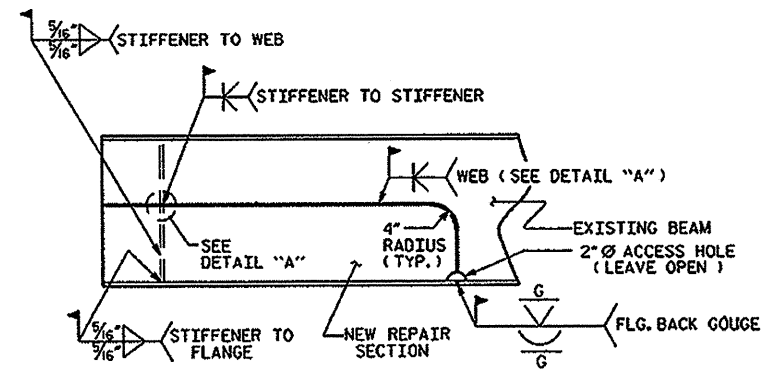 5/16"
5/16"
STIFFENER TO WEB
STIFFENER TO STIFFENER
WEB (SEE DETAIL "A")
SEE
DETAIL "A"
4"
RADIUS
(TYP.)
EXISTING BEAM
2"Ø ACCESS HOLE
(LEAVE OPEN)
5/16"
5/16"
STIFFENER TO
FLANGE
NEW REPAIR
SECTION
G
G
FLG. BACK GOUGE